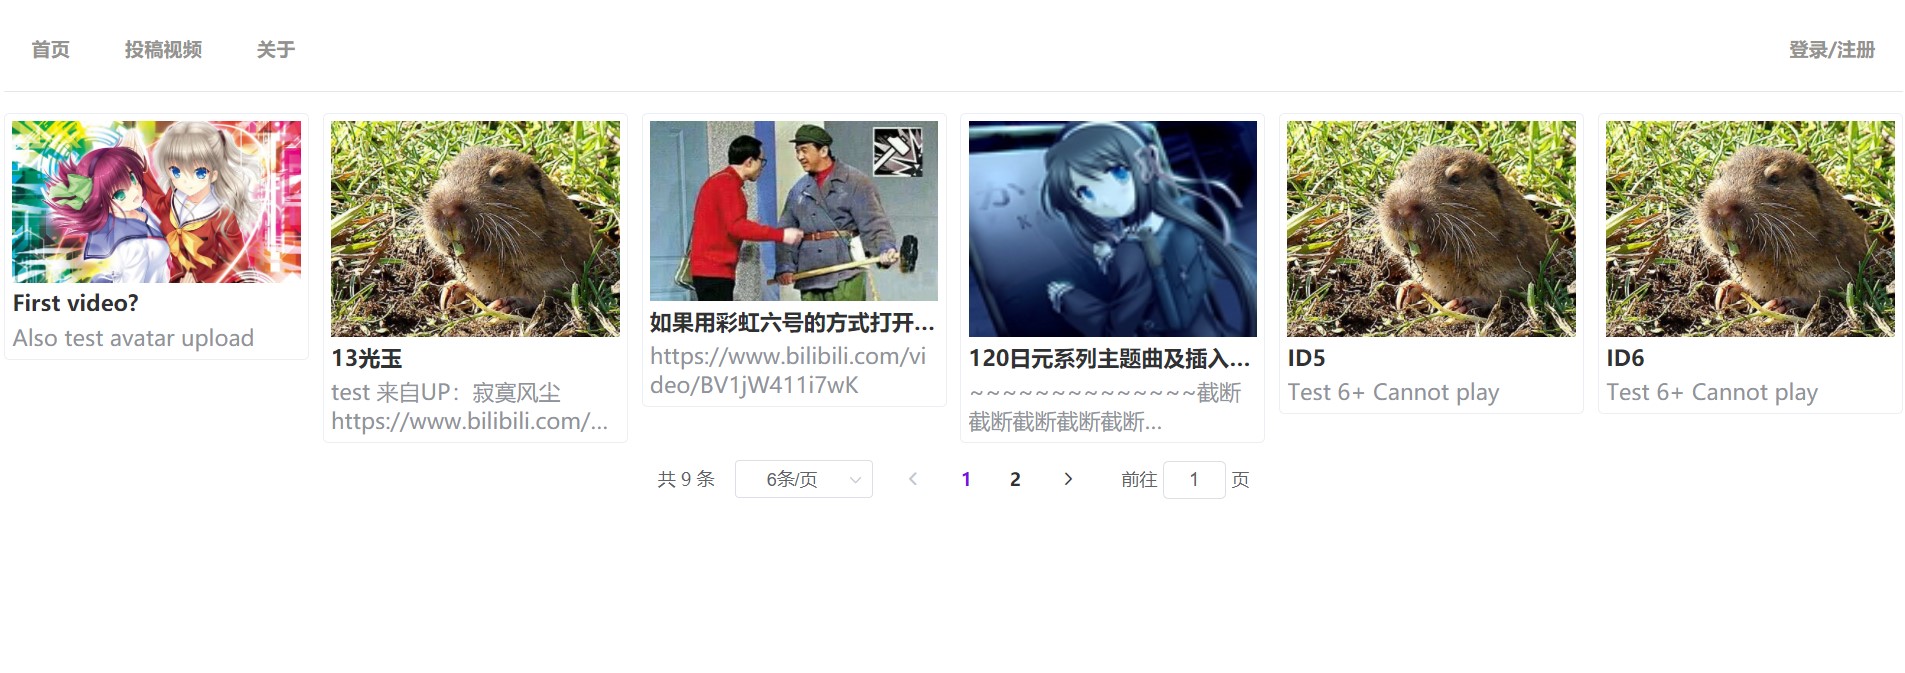 首页 投稿视频 关于 登录/注册
First video?
Also test avatar upload
13光玉
test 来自UP：寂寞风尘
https://www.bilibili.com/...
如果用彩虹六号的方式打开...
https://www.bilibili.com/vi
deo/BV1jW411i7wK
120日元系列主题曲及插入...
~~~~~~~~~~~~~~截断
截断截断截断截断...
ID5
Test 6+ Cannot play
ID6
Test 6+ Cannot play
共 9 条 6条/页 1 2 前往 1 页